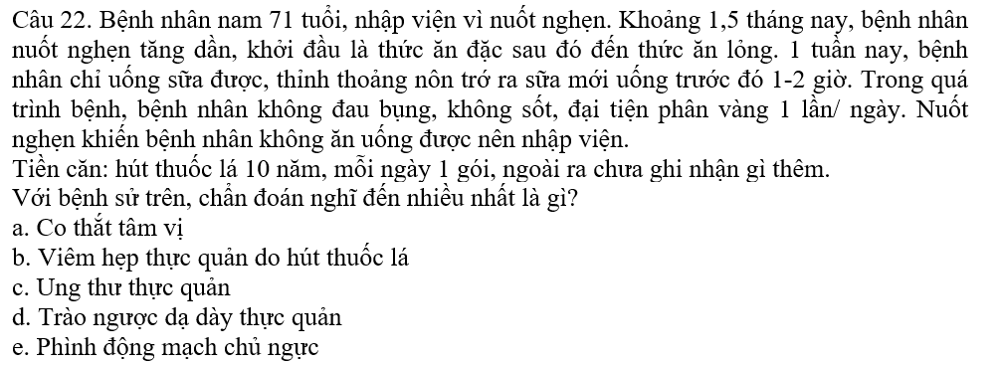 Câu 22. Bệnh nhân nam 71 tuổi, nhập viện vì nuốt nghẹn. Khoảng 1,5 tháng nay, bệnh nhân
nuốt nghẹn tăng dần, khởi đầu là thức ăn đặc sau đó đến thức ăn lỏng. 1 tuần nay, bệnh
nhân chỉ uống sữa được, thỉnh thoảng nôn trớ ra sữa mới uống trước đó 1-2 giờ. Trong quá
trình bệnh, bệnh nhân không đau bụng, không sốt, đại tiện phân vàng 1 lần/ ngày. Nuốt
nghẹn khiến bệnh nhân không ăn uống được nên nhập viện.
Tiền căn: hút thuốc lá 10 năm, mỗi ngày 1 gói, ngoài ra chưa ghi nhận gì thêm.
Với bệnh sử trên, chẩn đoán nghĩ đến nhiều nhất là gì?
a. Co thắt tâm vị
b. Viêm hẹp thực quản do hút thuốc lá
c. Ung thư thực quản
d. Trào ngược dạ dày thực quản
e. Phình động mạch chủ ngực